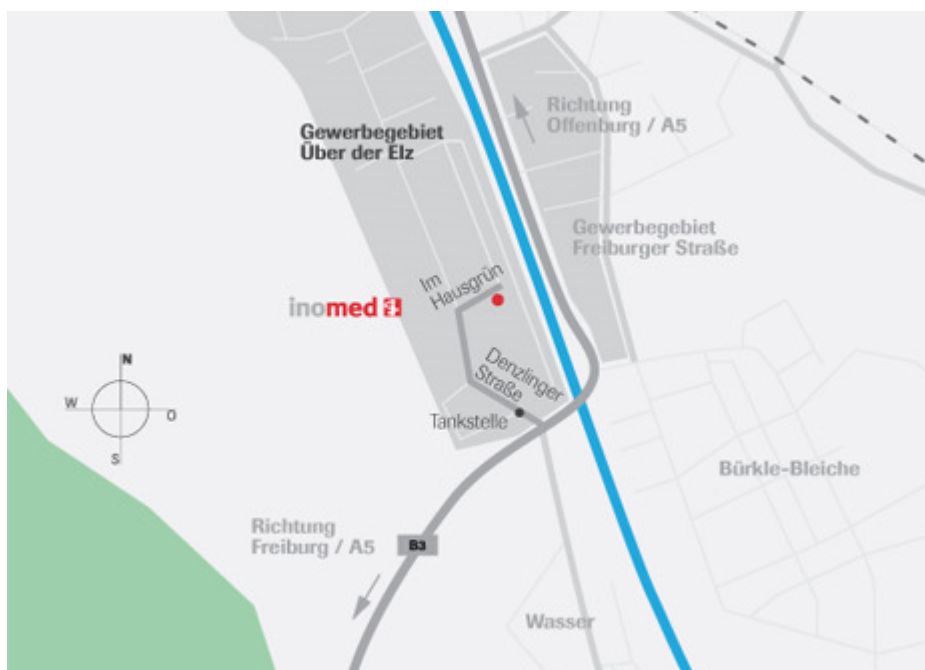 Richtung
Offenburg / A5
Gewerbegebiet
Über der Elz
Gewerbegebiet
Freiburger Straße
Im
Hausgrün
inomed
N
W
O
S
Denzlinger
Straße
Tankstelle
Bürkle-Bleiche
Richtung
Freiburg / A5
B3
Wasser